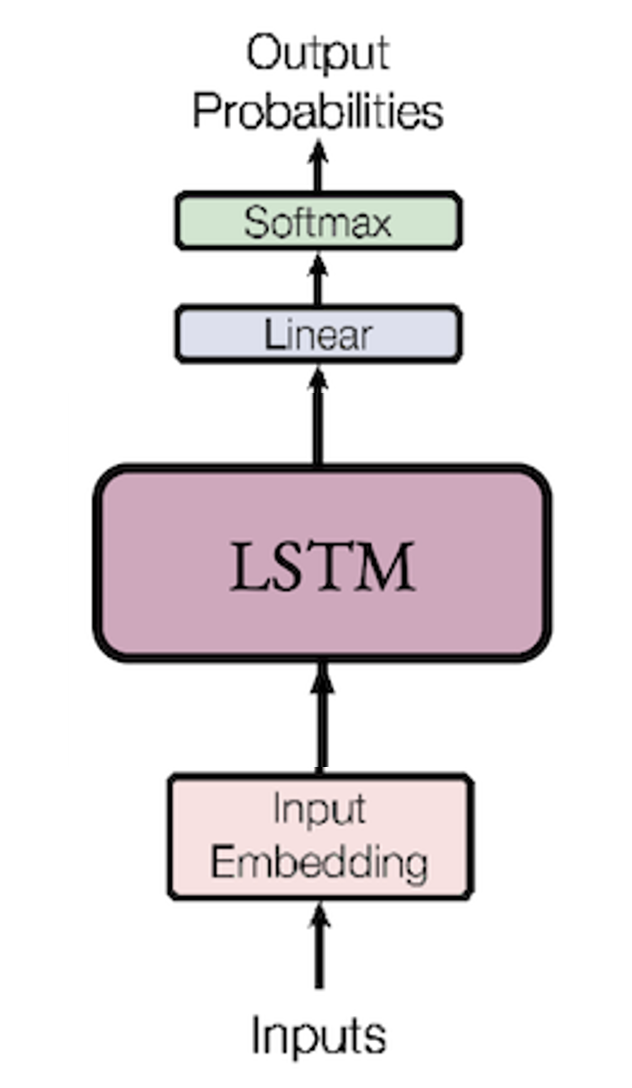 Output
Probabilities
Softmax
Linear
LSTM
Input
Embedding
Inputs